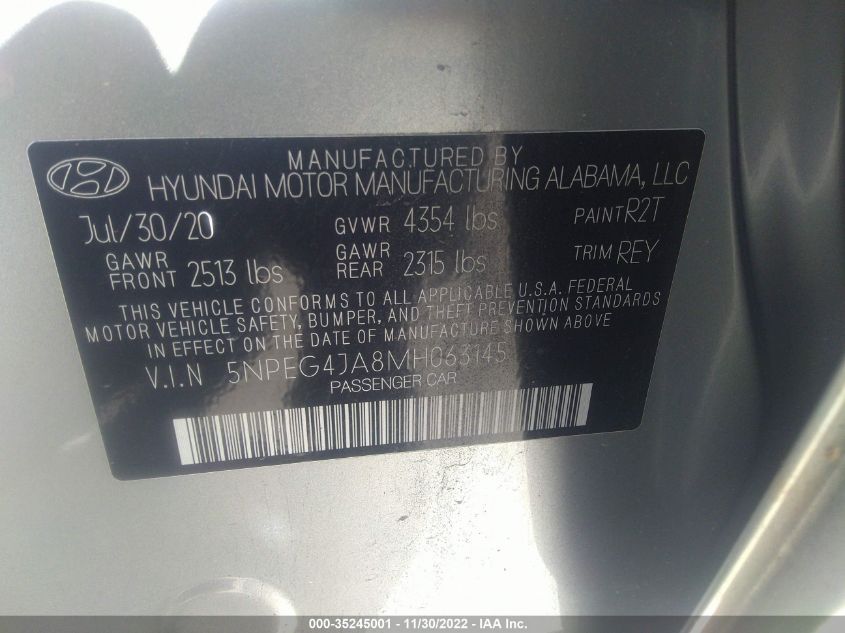 MANUFACTURED BY
HYUNDAI MOTOR MANUFACTURING ALABAMA, LLC
Jul/30/20 GVWR 4354 lbs PAINT R2T
GAWR FRONT 2513 lbs GAWR REAR 2315 lbs TRIM REY
THIS VEHICLE CONFORMS TO ALL APPLICABLE U.S.A. FEDERAL
MOTOR VEHICLE SAFETY, BUMPER, AND THEFT PREVENTION STANDARDS
IN EFFECT ON THE DATE OF MANUFACTURE SHOWN ABOVE
V.I.N 5NPEG4JA8MH063145
PASSENGER CAR
000-35245001 - 11/30/2022 - IAA Inc.